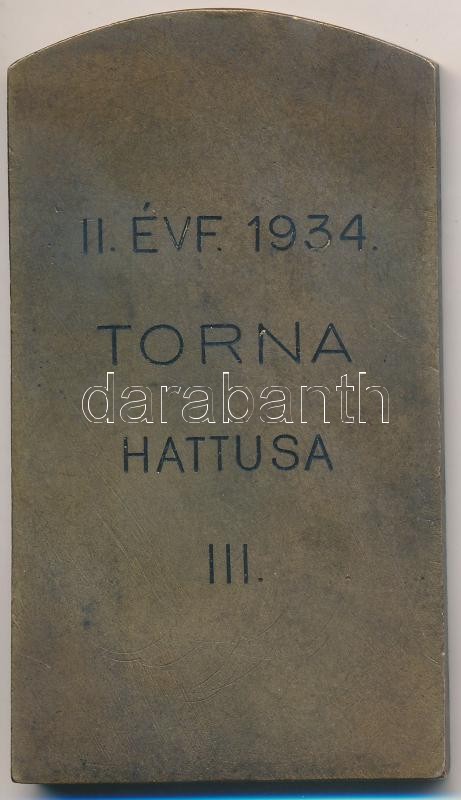 II. ÉVF. 1934.
TORNA
darabanth
HATTUSA
III.